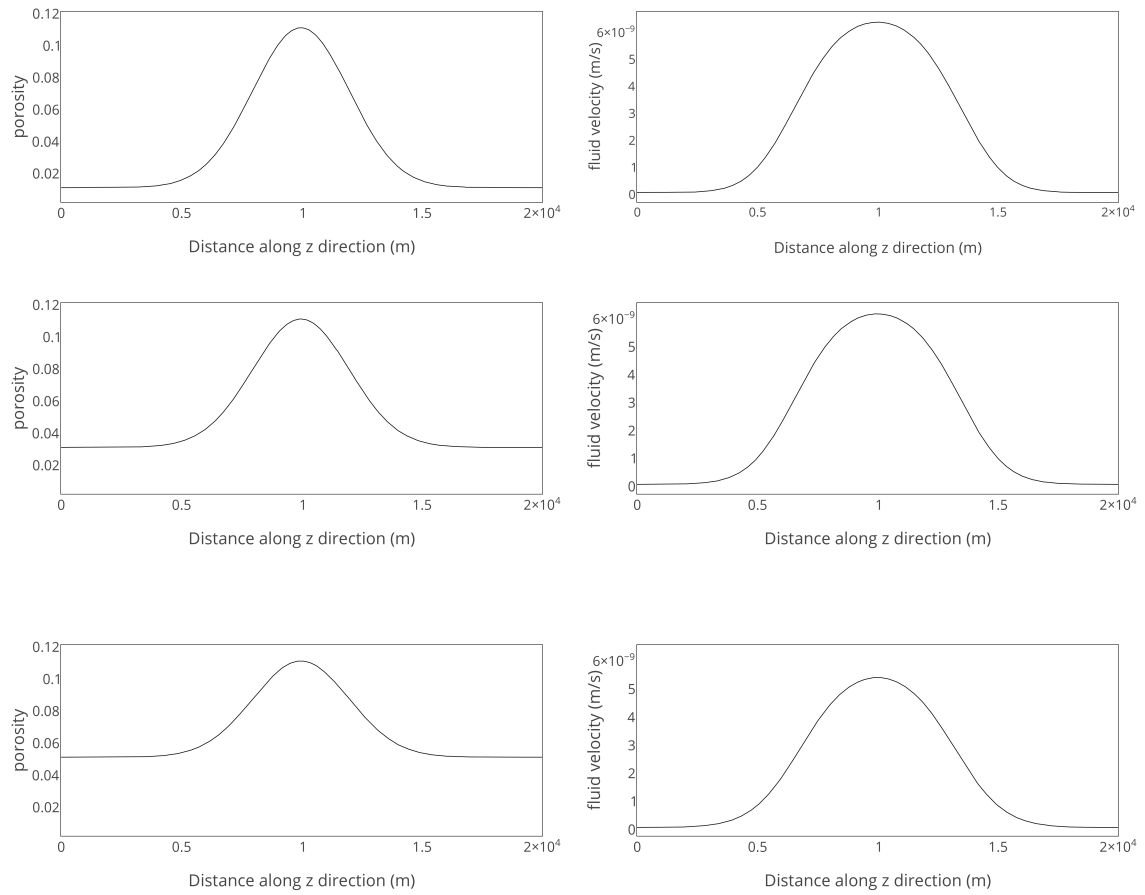 0.12
0.1
0.08
0.06
0.04
0.02
porosity
0 0.5 1 1.5 2×10⁴
Distance along z direction (m)
6×10⁻⁹
5
4
3
2
1
0
fluid velocity (m/s)
0 0.5 1 1.5 2×10⁴
Distance along z direction (m)
0.12
0.1
0.08
0.06
0.04
0.02
porosity
0 0.5 1 1.5 2×10⁴
Distance along z direction (m)
6×10⁻⁹
5
4
3
2
1
0
fluid velocity (m/s)
0 0.5 1 1.5 2×10⁴
Distance along z direction (m)
0.12
0.1
0.08
0.06
0.04
0.02
porosity
0 0.5 1 1.5 2×10⁴
Distance along z direction (m)
6×10⁻⁹
5
4
3
2
1
0
fluid velocity (m/s)
0 0.5 1 1.5 2×10⁴
Distance along z direction (m)